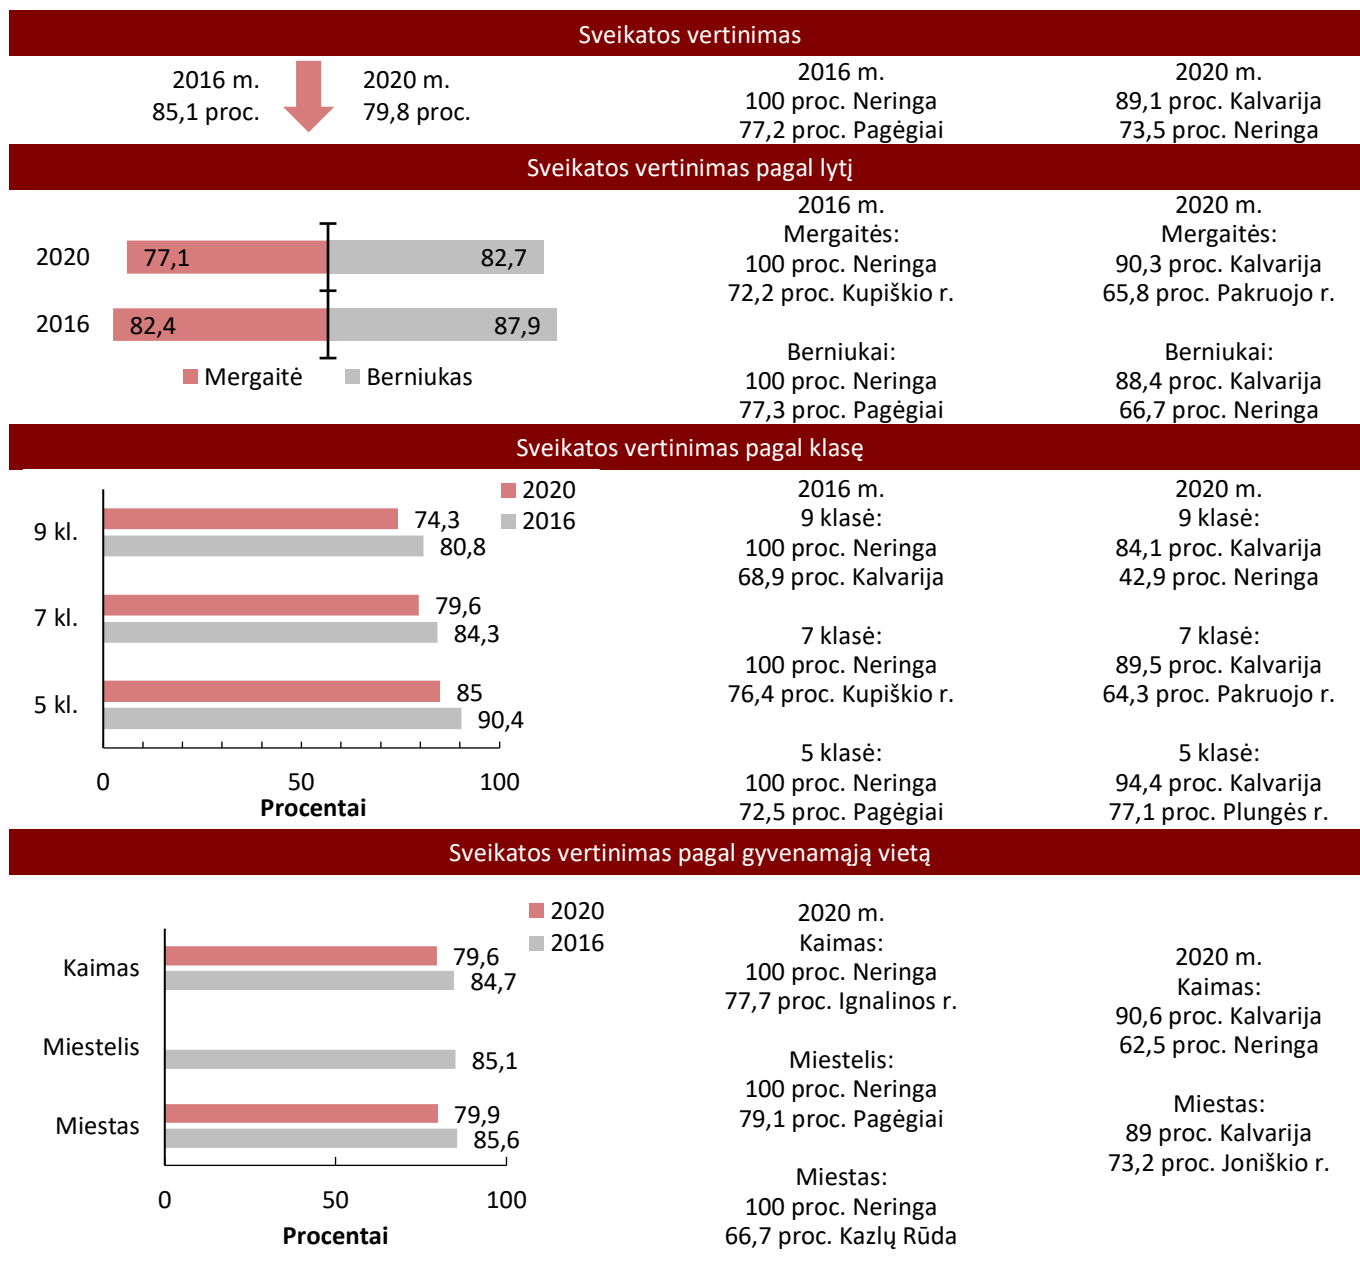 Sveikatos vertinimas
2016 m.
85,1 proc.
2020 m.
79,8 proc.
2016 m.
100 proc. Neringa
77,2 proc. Pagėgiai
2020 m.
89,1 proc. Kalvarija
73,5 proc. Neringa
Sveikatos vertinimas pagal lytį
2020
77,1
82,7
2016
82,4
87,9
Mergaitė
Berniukas
2016 m.
Mergaitės:
100 proc. Neringa
72,2 proc. Kupiškio r.
Berniukai:
100 proc. Neringa
77,3 proc. Pagėgiai
2020 m.
Mergaitės:
90,3 proc. Kalvarija
65,8 proc. Pakruojo r.
Berniukai:
88,4 proc. Kalvarija
66,7 proc. Neringa
Sveikatos vertinimas pagal klasę
2020
2016
9 kl.
74,3
80,8
7 kl.
79,6
84,3
5 kl.
85
90,4
0
50
100
Procentai
2016 m.
9 klasė:
100 proc. Neringa
68,9 proc. Kalvarija
7 klasė:
100 proc. Neringa
76,4 proc. Kupiškio r.
5 klasė:
100 proc. Neringa
72,5 proc. Pagėgiai
2020 m.
9 klasė:
84,1 proc. Kalvarija
42,9 proc. Neringa
7 klasė:
89,5 proc. Kalvarija
64,3 proc. Pakruojo r.
5 klasė:
94,4 proc. Kalvarija
77,1 proc. Plungės r.
Sveikatos vertinimas pagal gyvenamąją vietą
2020
2016
Kaimas
79,6
84,7
Miestelis
85,1
Miestas
79,9
85,6
0
50
100
Procentai
2020 m.
Kaimas:
100 proc. Neringa
77,7 proc. Ignalinos r.
Miestelis:
100 proc. Neringa
79,1 proc. Pagėgiai
Miestas:
100 proc. Neringa
66,7 proc. Kazlų Rūda
2020 m.
Kaimas:
90,6 proc. Kalvarija
62,5 proc. Neringa
Miestas:
89 proc. Kalvarija
73,2 proc. Joniškio r.